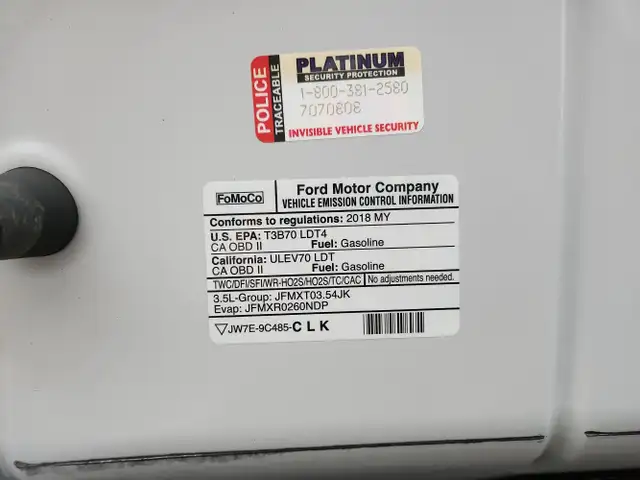 POLICE TRACEABLE
PLATINUM
SECURITY PROTECTION
1-800-381-2580
7070808
INVISIBLE VEHICLE SECURITY
FoMoCo
Ford Motor Company
VEHICLE EMISSION CONTROL INFORMATION
Conforms to regulations: 2018 MY
U.S. EPA: T3B70 LDT4
CA OBD II Fuel: Gasoline
California: ULEV70 LDT
CA OBD II Fuel: Gasoline
TWC/DFI/SFI/WR-HO2S/HO2S/TC/CAC No adjustments needed.
3.5L-Group: JFMXT03.54JK
Evap: JFMXR0260NDP
JW7E-9C485-CLK